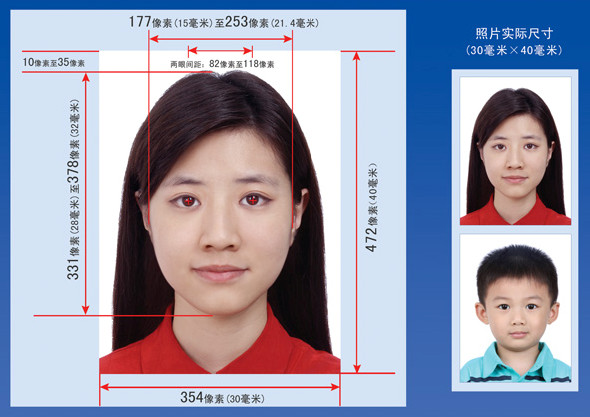 177像素(15毫米)至253像素(21.4毫米)
10像素至35像素
两眼间距：82像素至118像素
331像素(28毫米)至378像素(32毫米)
472像素(40毫米)
354像素(30毫米)
照片实际尺寸
(30毫米×40毫米)